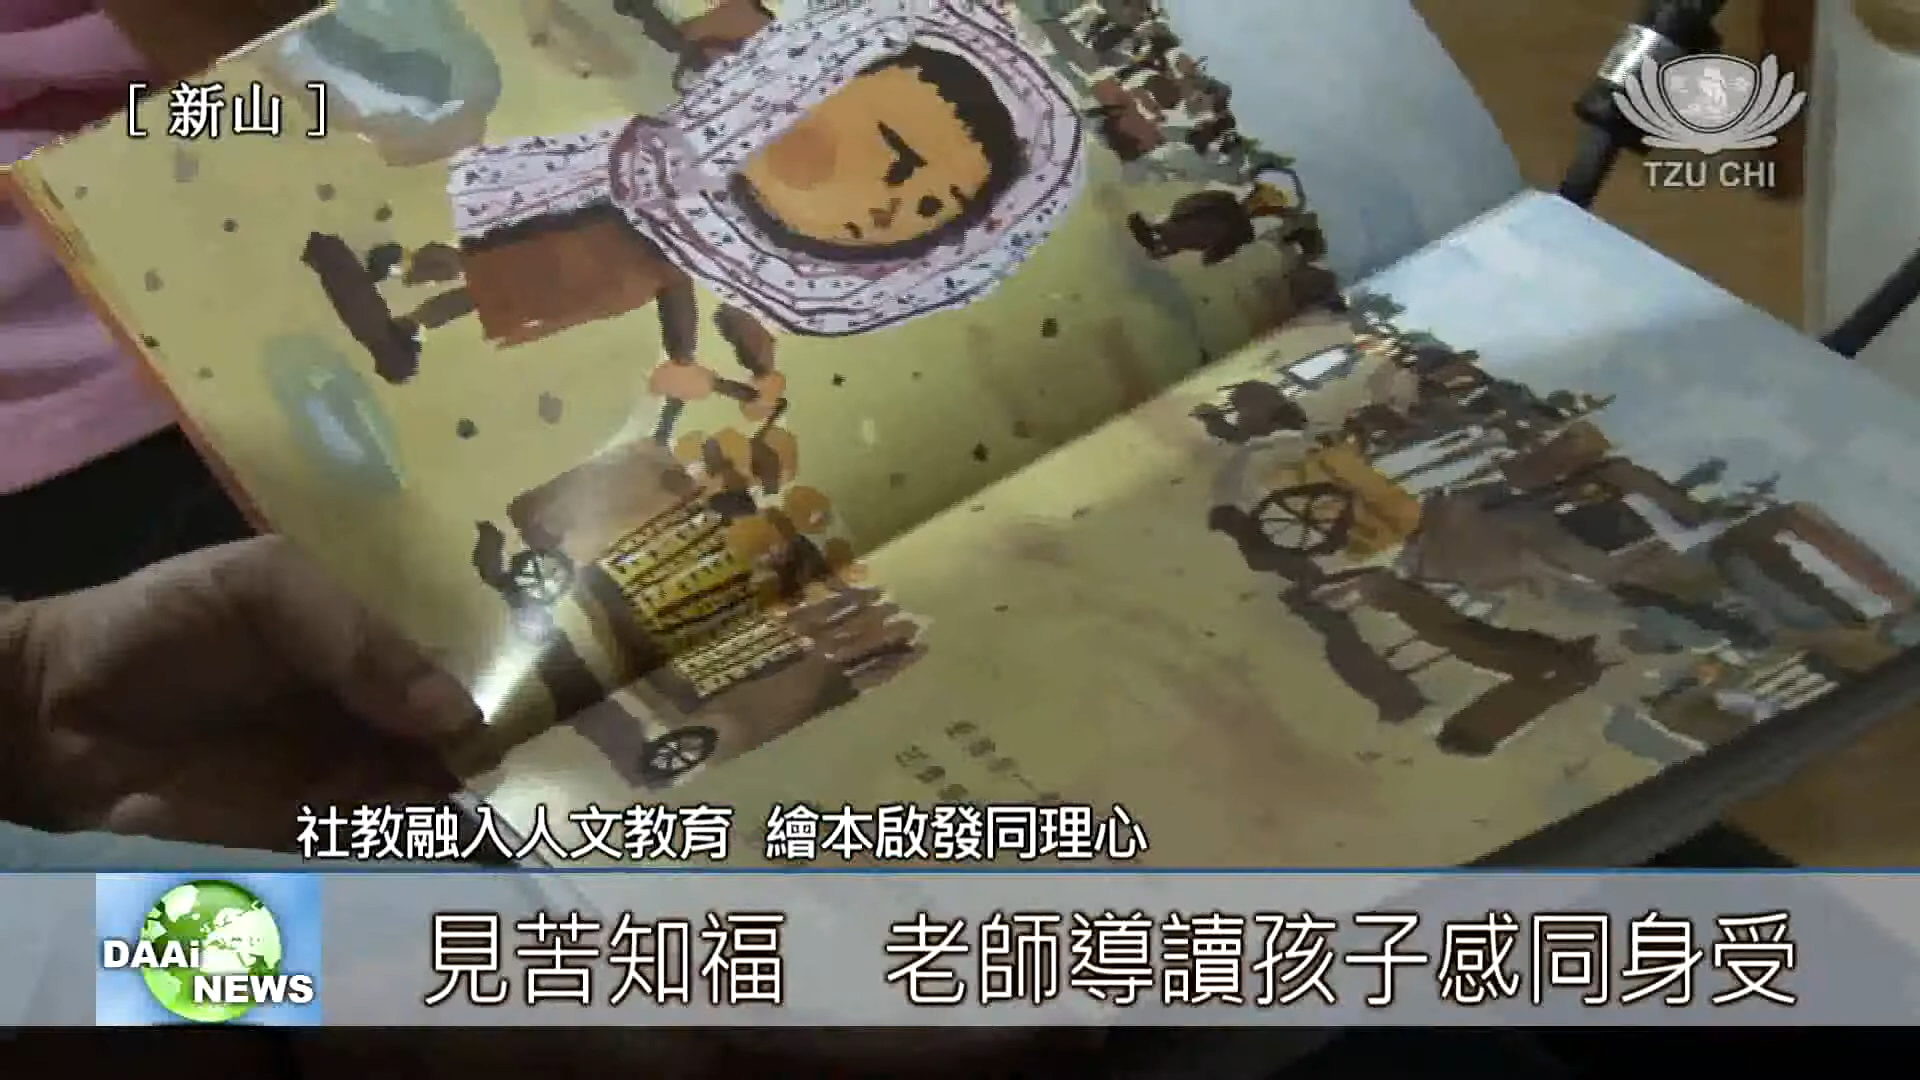 [ 新山 ]
TZU CHI
社教融入人文教育 繪本啟發同理心
DAAi NEWS
見苦知福 老師導讀孩子感同身受